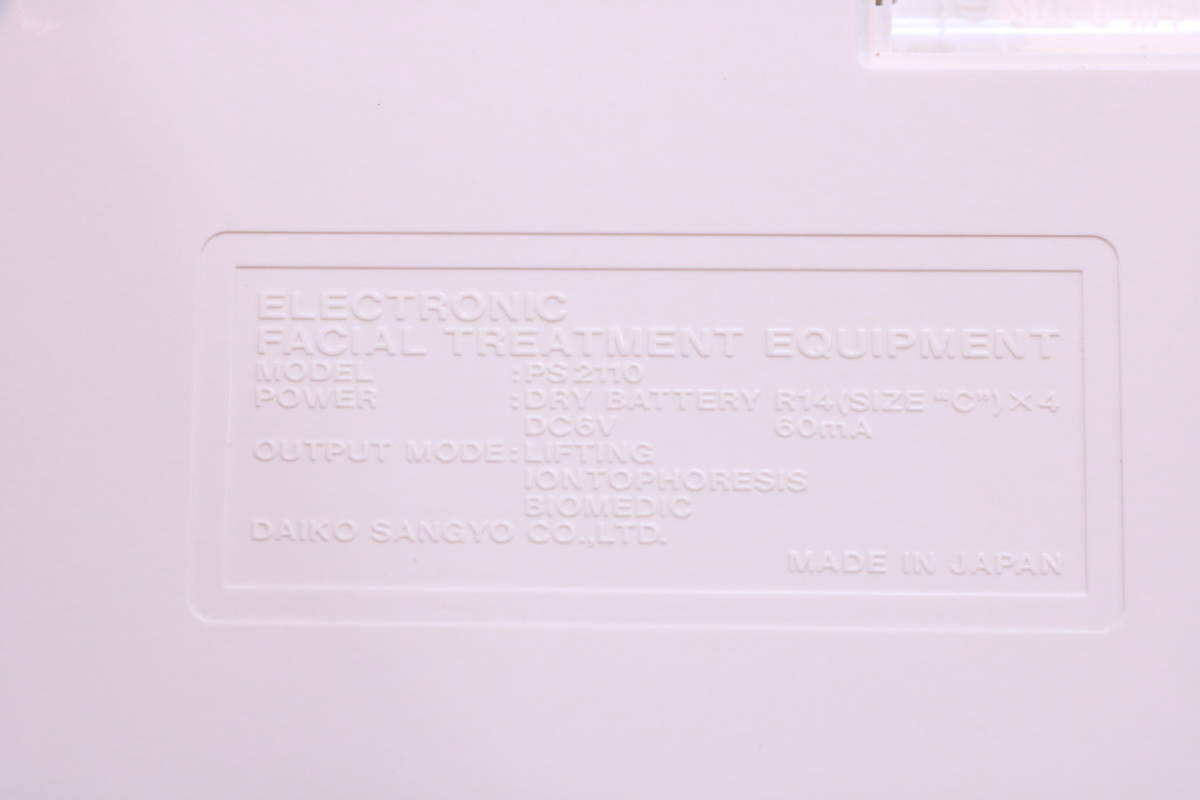 ELECTRONIC
FACIAL TREATMENT EQUIPMENT
MODEL :PS2110
POWER :DRY BATTERY R14(SIZE “C”)×4
DC6V 60mA
OUTPUT MODE:LIFTING
IONTOPHORESIS
BIOMEDIC
DAIKO SANGYO CO.,LTD.
MADE IN JAPAN